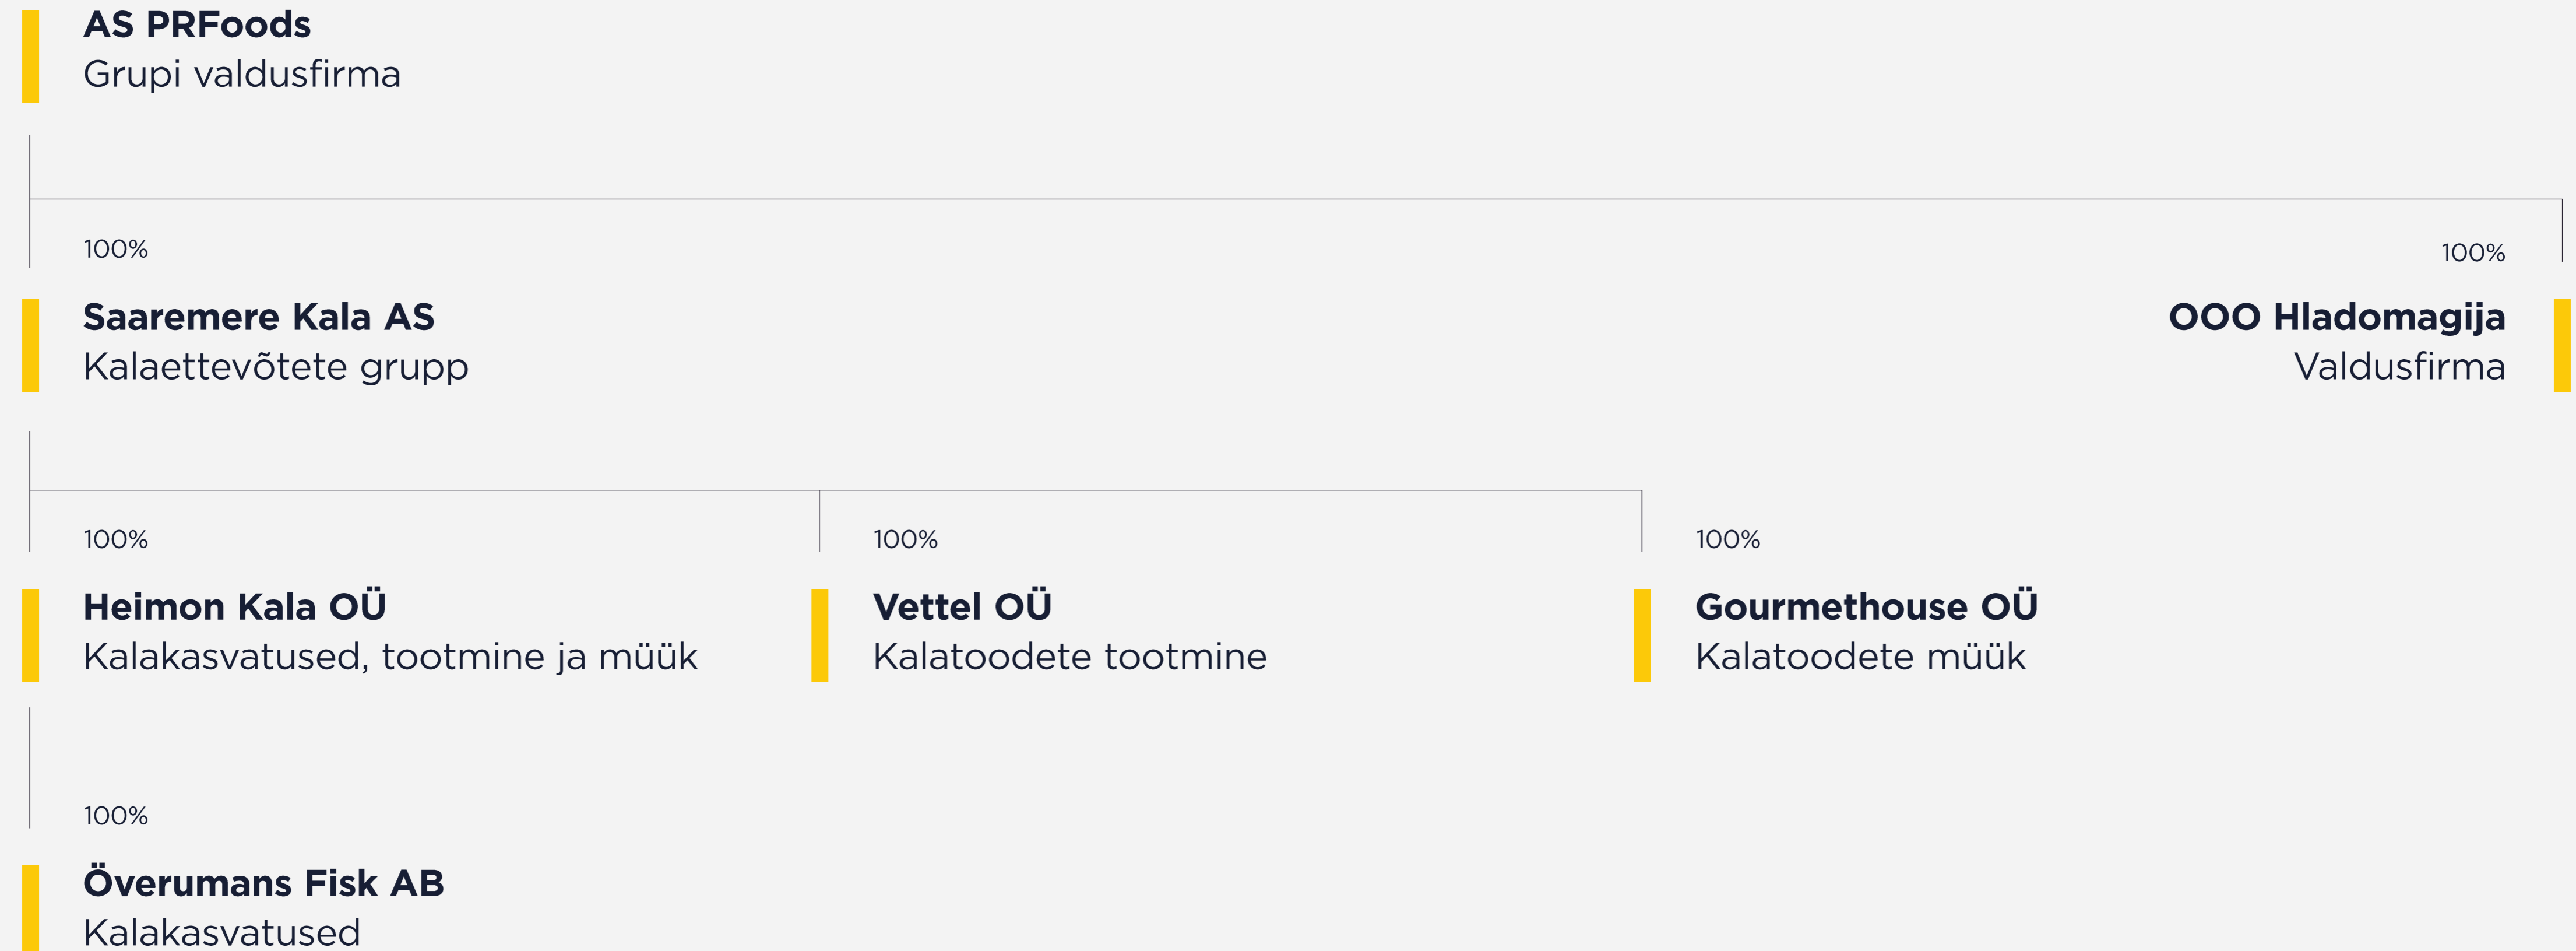 AS PRFoods
Grupi valdusfirma
100%
100%
Saaremere Kala AS
Kalaettevõtete grupp
OOO Hladomagija
Valdusfirma
100%
100%
100%
Heimon Kala OÜ
Kalakasvatused, tootmine ja müük
Vettel OÜ
Kalatoodete tootmine
Gourmethouse OÜ
Kalatoodete müük
100%
Överumans Fisk AB
Kalakasvatused